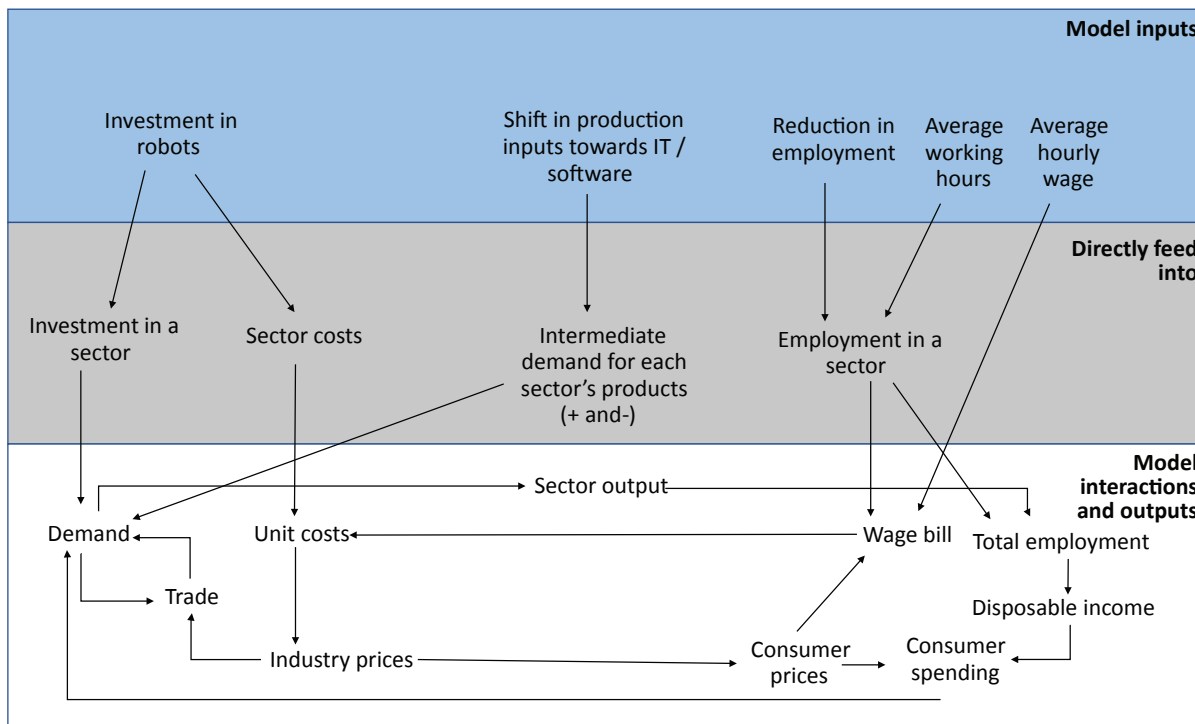 Model inputs
Investment in
robots
Shift in production
inputs towards IT /
software
Reduction in
employment
Average
working
hours
Average
hourly
wage
Directly feed
into
Investment in a
sector
Sector costs
Intermediate
demand for each
sector’s products
(+ and-)
Employment in a
sector
Model
interactions
and outputs
Sector output
Demand
Unit costs
Wage bill
Total employment
Trade
Disposable income
Industry prices
Consumer
prices
Consumer
spending